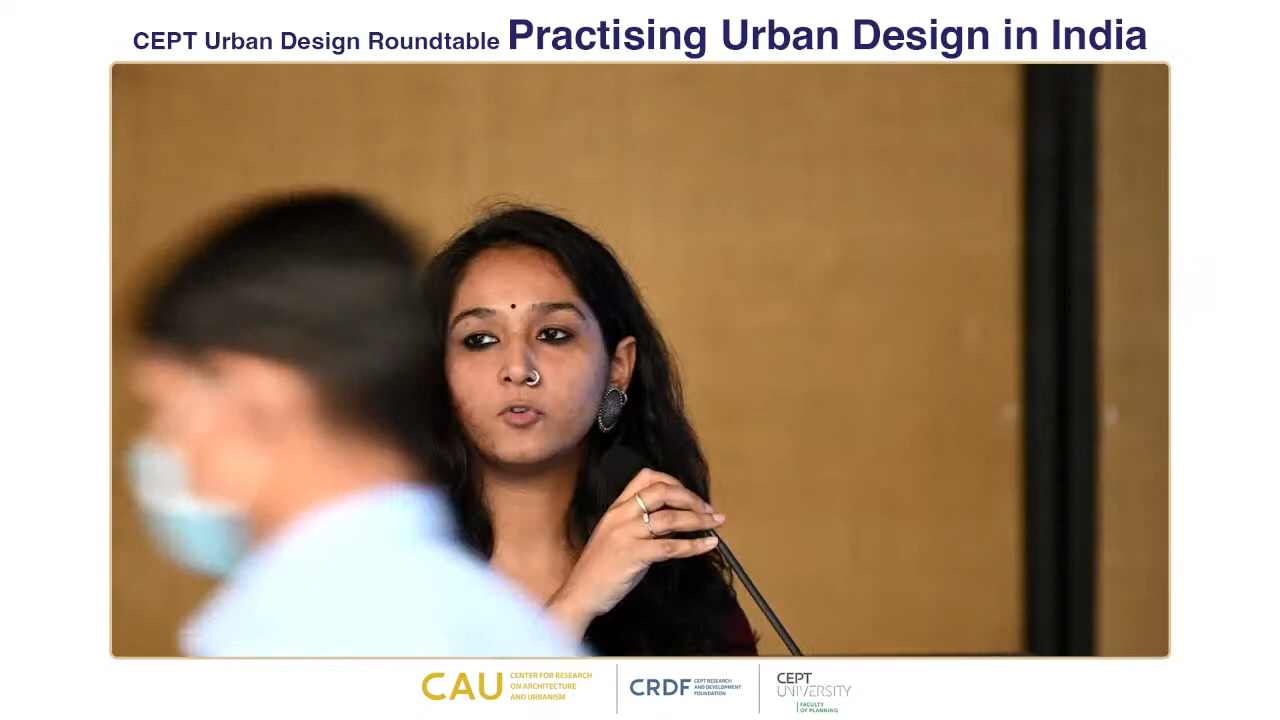 CEPT Urban Design Roundtable Practising Urban Design in India
CAU
CENTER FOR RESEARCH
ON ARCHITECTURE
AND URBANISM
CRDF
CEPT RESEARCH
AND DEVELOPMENT
FOUNDATION
CEPT
UNIVERSITY
FACULTY
OF PLANNING